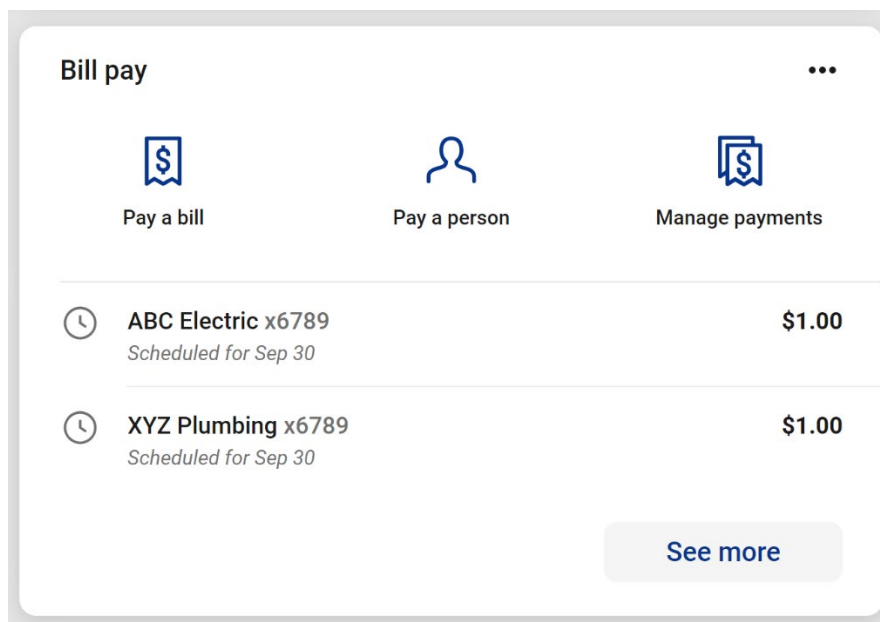 Bill pay
Pay a bill
Pay a person
Manage payments
ABC Electric x6789
$1.00
Scheduled for Sep 30
XYZ Plumbing x6789
$1.00
Scheduled for Sep 30
See more